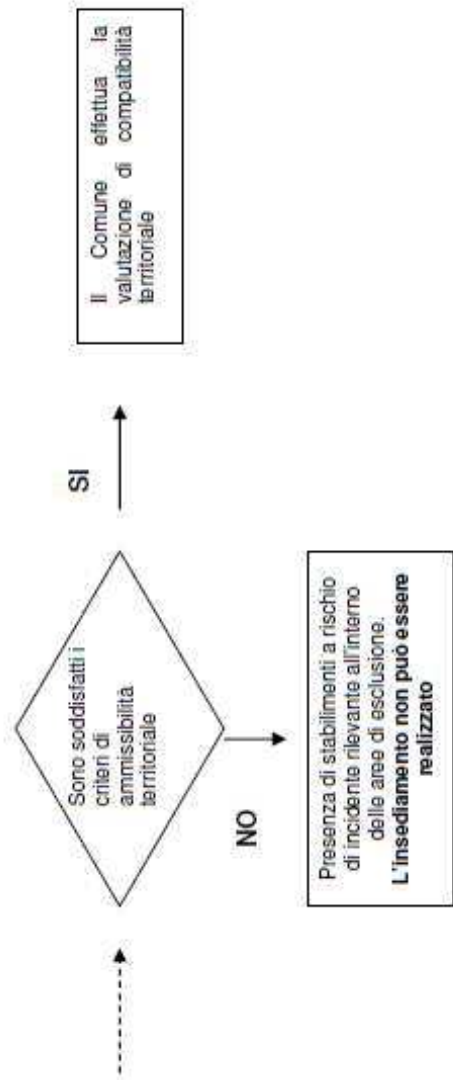 Sono soddisfatti i
criteri di
ammissibilità
territoriale
SI
Il Comune effettua la
valutazione di compatibilità
territoriale
NO
Presenza di stabilimenti a rischio
di incidente rilevante all'interno
delle aree di esclusione.
L'insediamento non può essere
realizzato